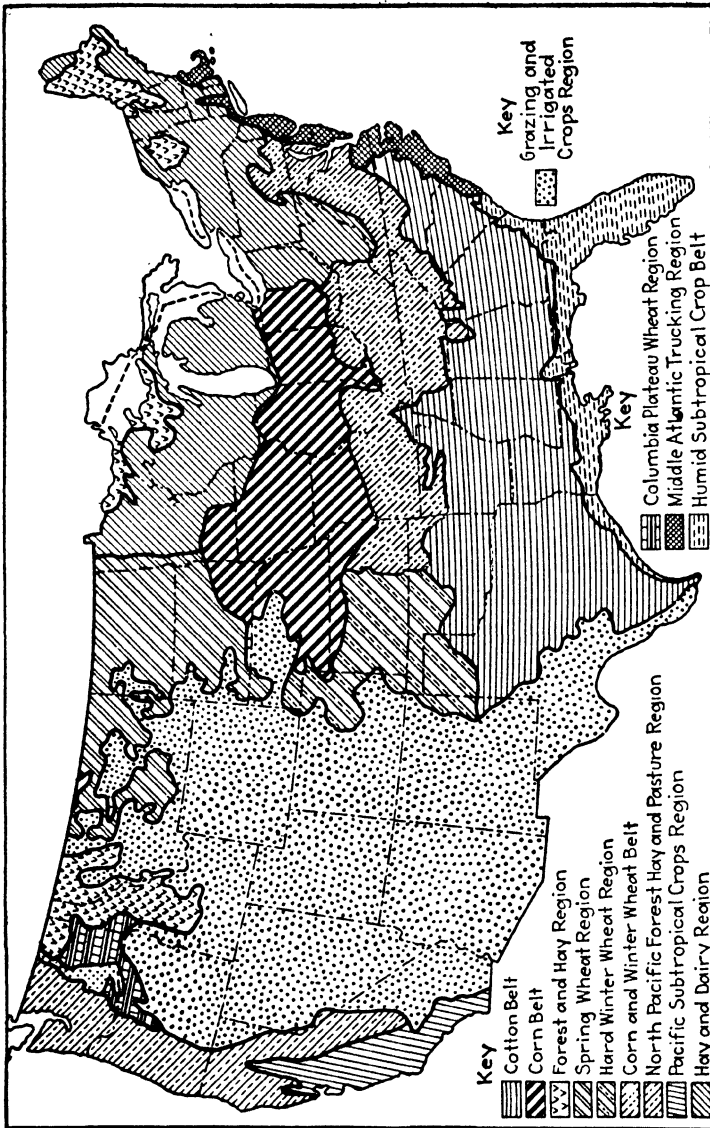 Key
Cotton Belt
Corn Belt
Forest and Hay Region
Spring Wheat Region
Hard Winter Wheat Region
Corn and Winter Wheat Belt
North Pacific Forest Hay and Pasture Region
Pacific Subtropical Crops Region
Hay and Dairy Region
Key
Columbia Plateau Wheat Region
Middle Atlantic Trucking Region
Humid Subtropical Crop Belt
Key
Grazing and
Irrigated
Crops Region